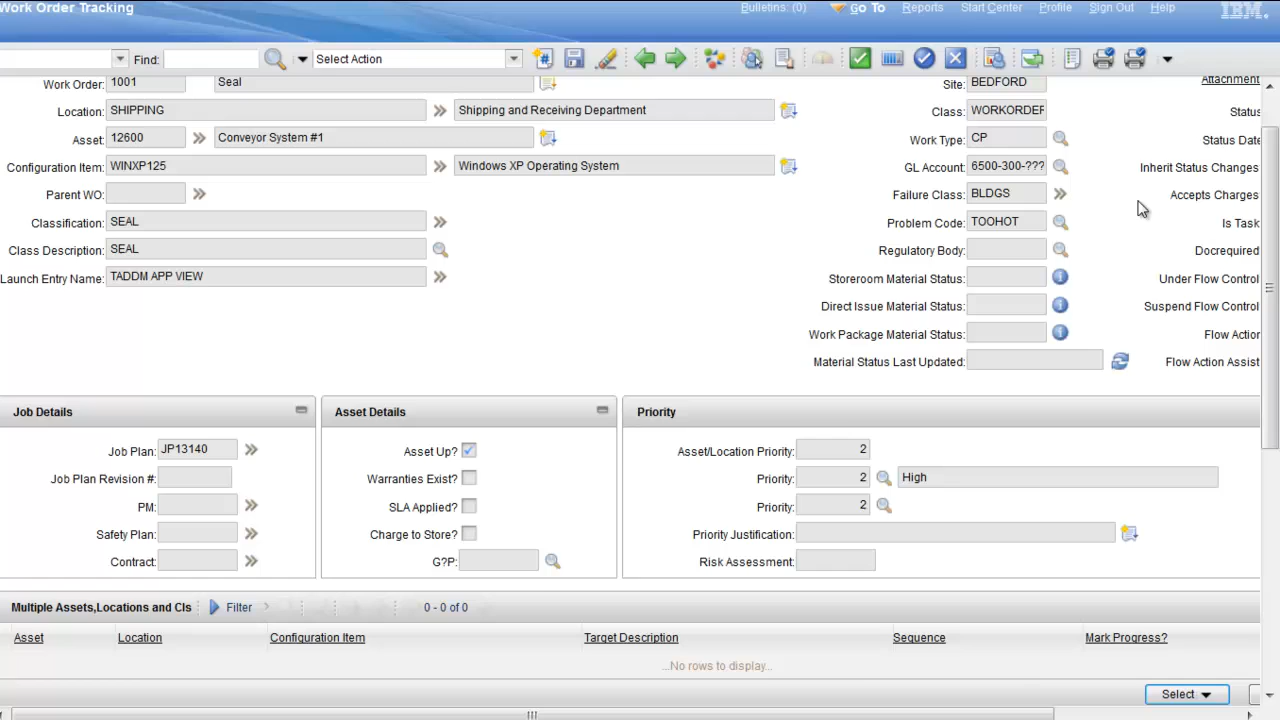 Work Order Tracking Bulletins: (0) Go To Reports Start Center Profile Sign Out Help IBM.
Find: Select Action
Work Order: 1001 Seal Site: BEDFORD Attachment
Location: SHIPPING Shipping and Receiving Department Class: WORKORDER Status
Asset: 12600 Conveyor System #1 Work Type: CP Status Date
Configuration Item: WINXP125 Windows XP Operating System GL Account: 6500-300-??? Inherit Status Changes
Parent WO: Failure Class: BLDGS Accepts Charges
Classification: SEAL Problem Code: TOOHOT Is Task
Class Description: SEAL Regulatory Body: Docrequired
Launch Entry Name: TADDM APP VIEW Storeroom Material Status: Under Flow Control
Direct Issue Material Status: Suspend Flow Control
Work Package Material Status: Flow Action
Material Status Last Updated: Flow Action Assist
Job Details Asset Details Priority
Job Plan: JP13140 Asset Up? Asset/Location Priority: 2
Job Plan Revision #: Warranties Exist? Priority: 2 High
PM: SLA Applied? Priority: 2
Safety Plan: Charge to Store? Priority Justification:
Contract: G?P: Risk Assessment:
Multiple Assets,Locations and CIs Filter 0 - 0 of 0
Asset Location Configuration Item Target Description Sequence Mark Progress?
...No rows to display...
Select